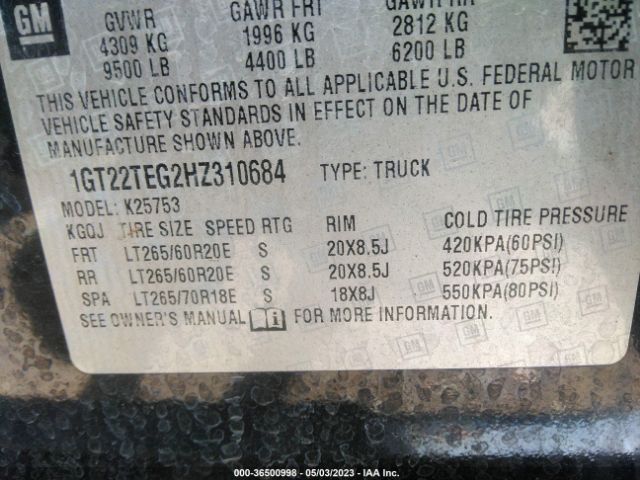 GM GVWR GAWR FRT GAWR RR
4309 KG 1996 KG 2812 KG
9500 LB 4400 LB 6200 LB
THIS VEHICLE CONFORMS TO ALL APPLICABLE U.S. FEDERAL MOTOR
VEHICLE SAFETY STANDARDS IN EFFECT ON THE DATE OF
MANUFACTURE SHOWN ABOVE.
1GT22TEG2HZ310684 TYPE: TRUCK
MODEL: K25753
KGQJ TIRE SIZE SPEED RTG RIM COLD TIRE PRESSURE
FRT LT265/60R20E S 20X8.5J 420KPA(60PSI)
RR LT265/60R20E S 20X8.5J 520KPA(75PSI)
SPA LT265/70R18E S 18X8J 550KPA(80PSI)
SEE OWNER'S MANUAL i FOR MORE INFORMATION.
000-36500998 - 05/03/2023 - IAA Inc.